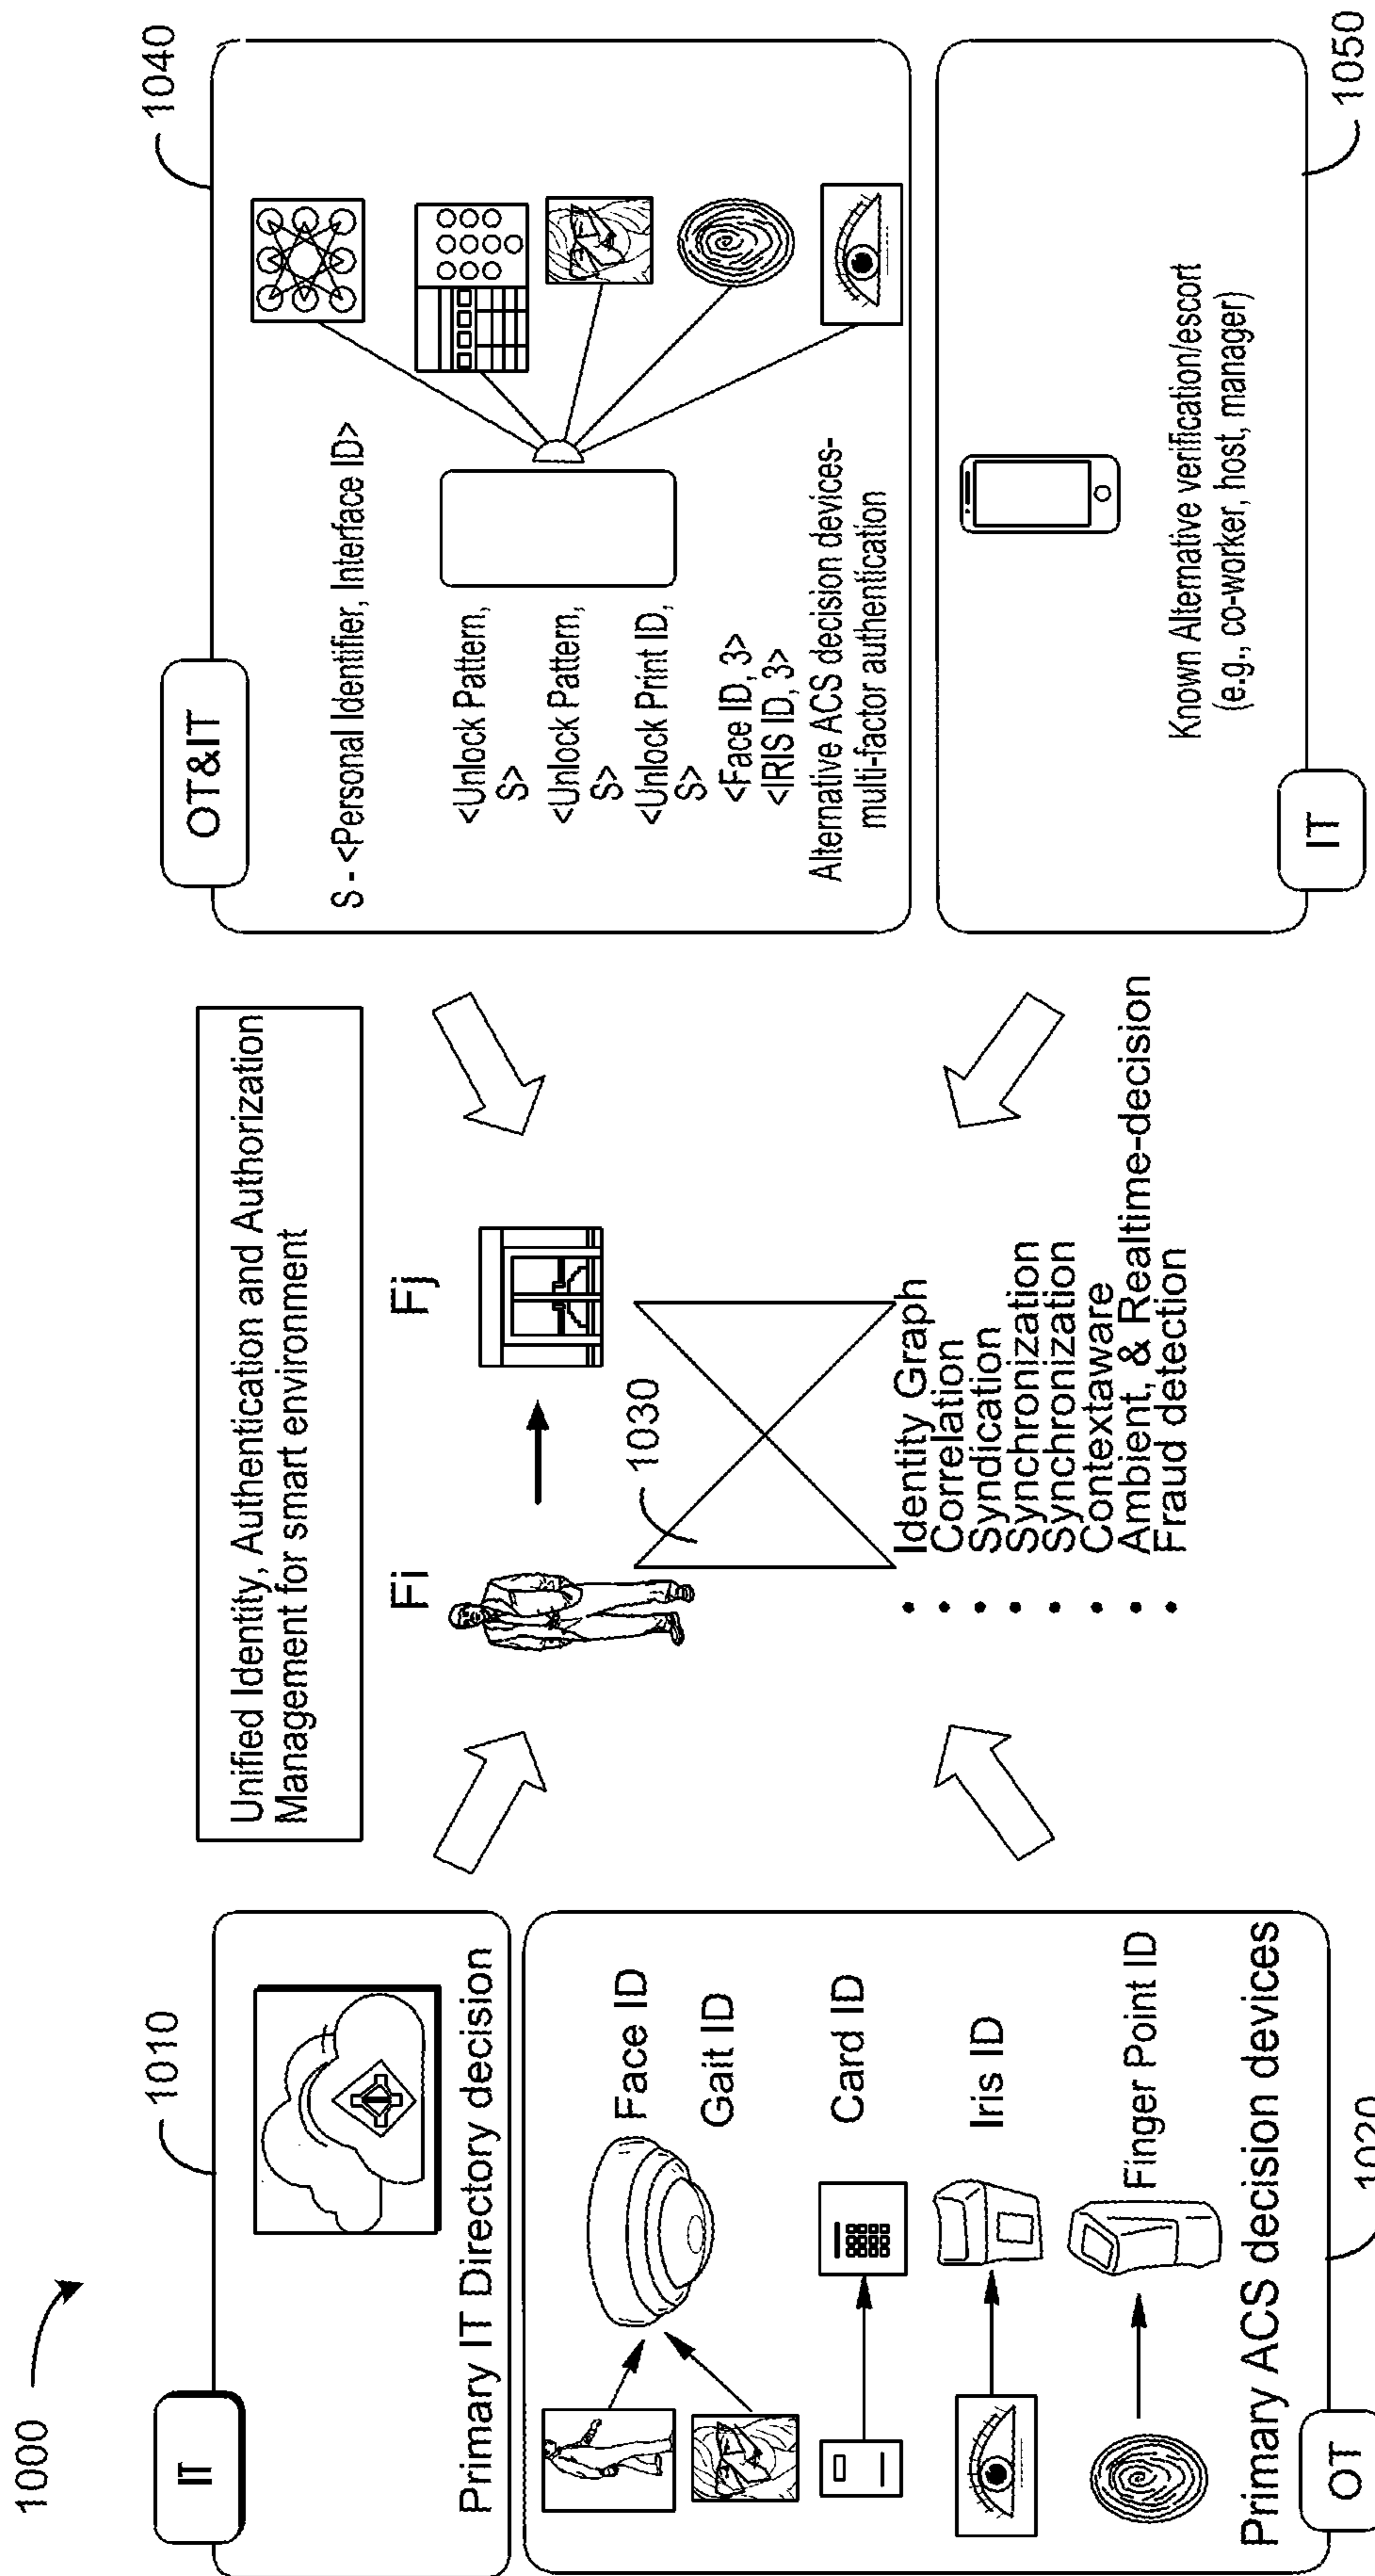 1000
IT
1010
Primary IT Directory decision
Face ID
Gait ID
Card ID
Iris ID
Finger Point ID
Primary ACS decision devices
OT
1020
Unified Identity, Authentication and Authorization
Management for smart environment
Fi
Fj
1030
• Identity Graph
• Correlation
• Syndication
• Synchronization
• Synchronization
• Contextaware
• Ambient, & Realtime-decision
• Fraud detection
OT&IT
1040
S - <Personal Identifier, Interface ID>
<Unlock Pattern,
S>
<Unlock Pattern,
S>
<Unlock Print ID,
S>
<Face ID, 3>
<IRIS ID, 3>
Alternative ACS decision devices-
multi-factor authentication
Known Alternative verification/escort
(e.g., co-worker, host, manager)
IT
1050